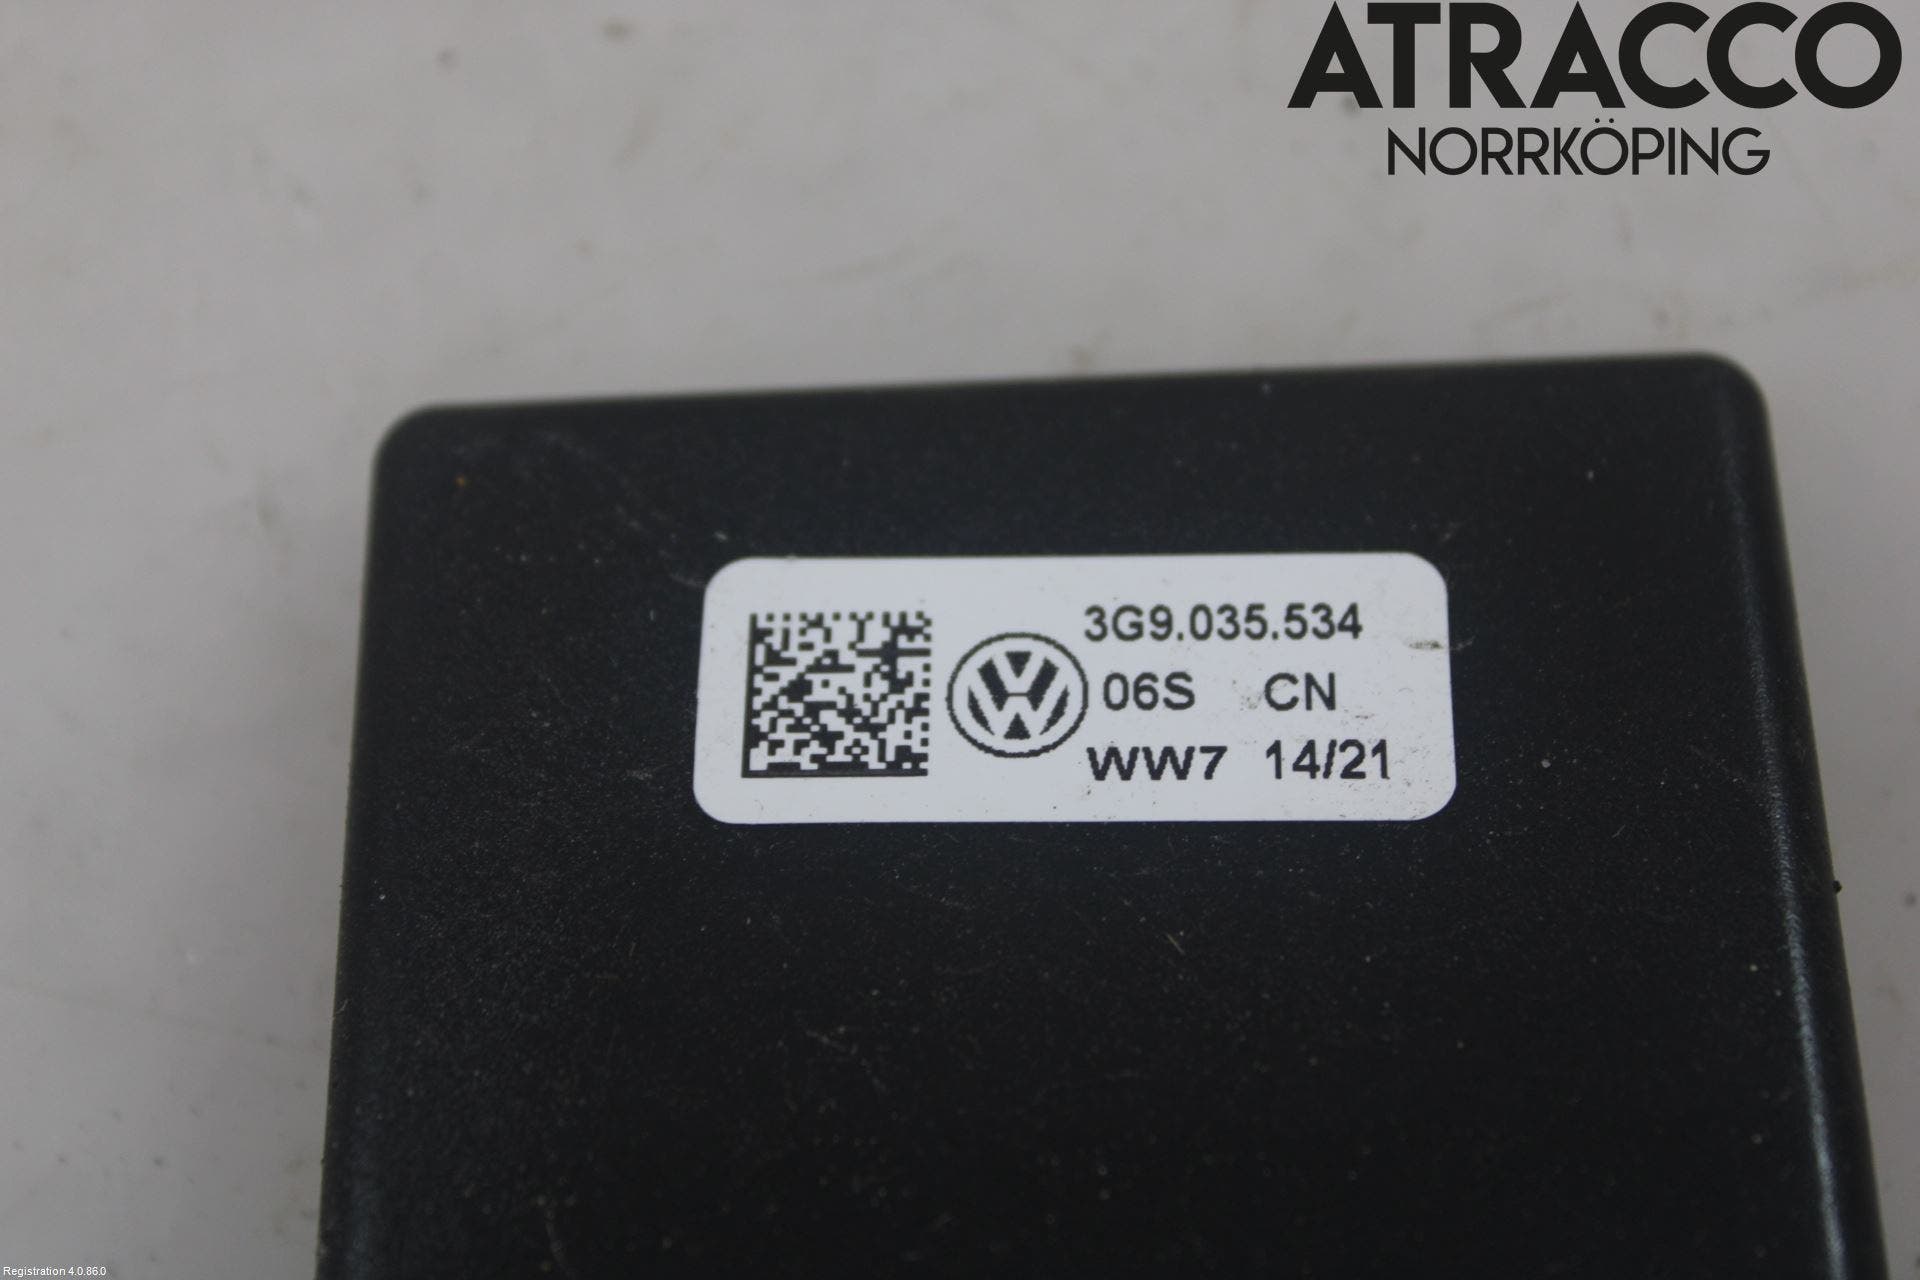 ATRACCO
NORRKÖPING
3G9.035.534
06S CN
WW7 14/21
Registration 4.0.86.0